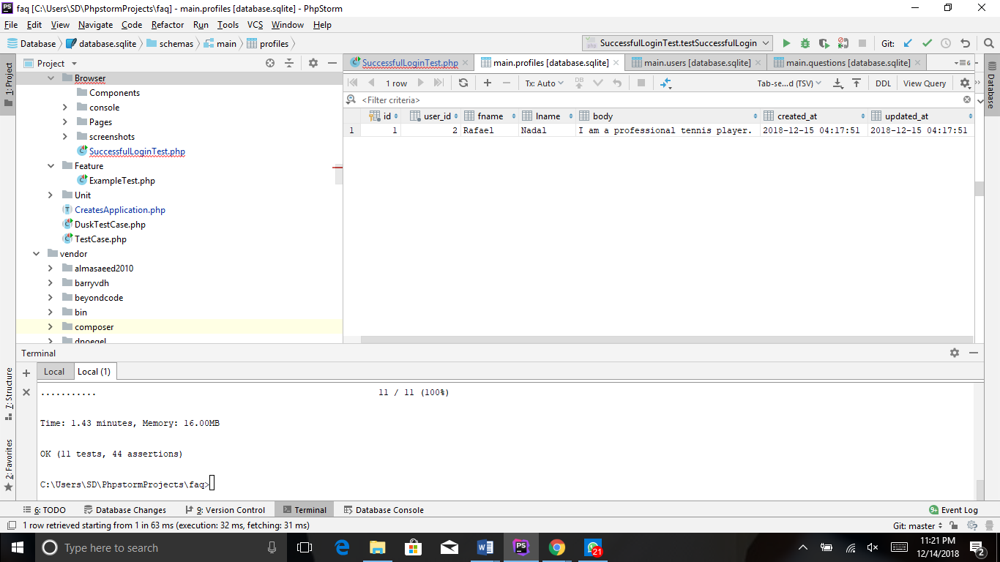 faq [C:\Users\SD\PhpstormProjects\faq] - main.profiles [database.sqlite] - PhpStorm
File Edit View Navigate Code Refactor Run Tools VCS Window Help
Database database.sqlite schemas main profiles SuccessfulLoginTest.testSuccessfulLogin Git:
Project SuccessfulLoginTest.php main.profiles [database.sqlite] main.users [database.sqlite] main.questions [database.sqlite] 6
1: Project
Database
Browser
Components
console
Pages
screenshots
SuccessfulLoginTest.php
Feature
ExampleTest.php
Unit
CreatesApplication.php
DuskTestCase.php
TestCase.php
vendor
almasaeed2010
barryvdh
beyondcode
bin
composer
dnoegel
1 row Tx: Auto DB Tab-se...d (TSV) DDL View Query
<Filter criteria>
id user_id fname lname body created_at updated_at
1 1 2 Rafael Nadal I am a professional tennis player. 2018-12-15 04:17:51 2018-12-15 04:17:51
Terminal
Local Local (1)
7: Structure
2: Favorites
........... 11 / 11 (100%)
Time: 1.43 minutes, Memory: 16.00MB
OK (11 tests, 44 assertions)
C:\Users\SD\PhpstormProjects\faq>
6: TODO Database Changes 9: Version Control Terminal Database Console 9+ Event Log
1 row retrieved starting from 1 in 63 ms (execution: 32 ms, fetching: 31 ms) Git: master
Type here to search 21 11:21 PM
12/14/2018 2